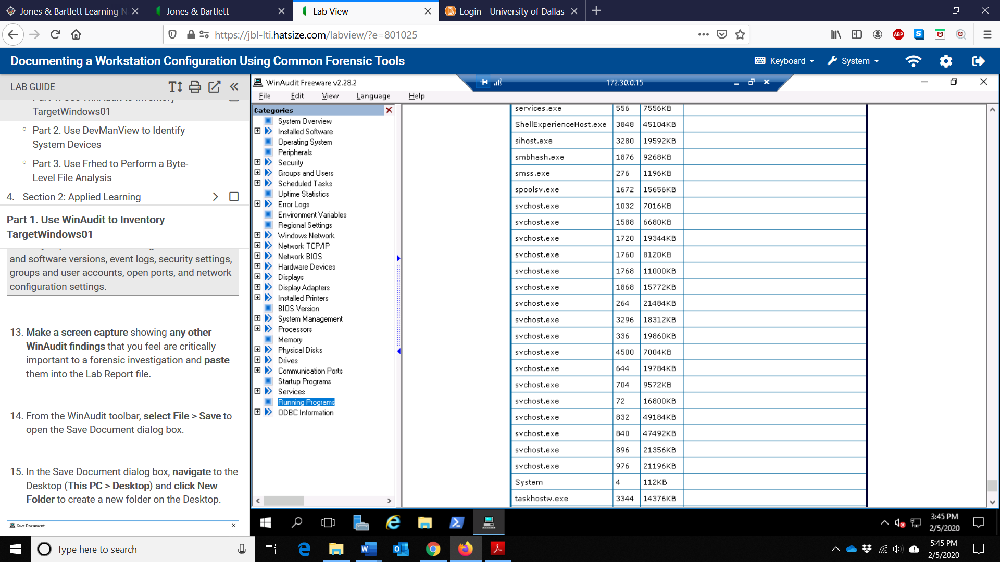 Jones & Bartlett Learning N
Jones & Bartlett
Lab View
Login - University of Dallas
https://jbl-lti.hatsize.com/labview/?e=801025
ABP
S
Documenting a Workstation Configuration Using Common Forensic Tools
Keyboard
System
LAB GUIDE
Part 1. Use WinAudit to Inventory
TargetWindows01
Part 2. Use DevManView to Identify
System Devices
Part 3. Use Frhed to Perform a Byte-
Level File Analysis
4. Section 2: Applied Learning
Part 1. Use WinAudit to Inventory
TargetWindows01
and software versions, event logs, security settings,
groups and user accounts, open ports, and network
configuration settings.
13. Make a screen capture showing any other
WinAudit findings that you feel are critically
important to a forensic investigation and paste
them into the Lab Report file.
14. From the WinAudit toolbar, select File > Save to
open the Save Document dialog box.
15. In the Save Document dialog box, navigate to the
Desktop (This PC > Desktop) and click New
Folder to create a new folder on the Desktop.
Save Document
WinAudit Freeware v2.28.2
172.30.0.15
File Edit View Language Help
Categories
System Overview
Installed Software
Operating System
Peripherals
Security
Groups and Users
Scheduled Tasks
Uptime Statistics
Error Logs
Environment Variables
Regional Settings
Windows Network
Network TCP/IP
Network BIOS
Hardware Devices
Displays
Display Adapters
Installed Printers
BIOS Version
System Management
Processors
Memory
Physical Disks
Drives
Communication Ports
Startup Programs
Services
Running Programs
ODBC Information
services.exe 556 7556KB
ShellExperienceHost.exe 3848 45104KB
sihost.exe 3280 19592KB
smbhash.exe 1876 9268KB
smss.exe 276 1196KB
spoolsv.exe 1672 15656KB
svchost.exe 1032 7016KB
svchost.exe 1588 6680KB
svchost.exe 1720 19344KB
svchost.exe 1760 8120KB
svchost.exe 1768 11000KB
svchost.exe 1868 15772KB
svchost.exe 264 21484KB
svchost.exe 3296 18312KB
svchost.exe 336 19860KB
svchost.exe 4500 7004KB
svchost.exe 644 19784KB
svchost.exe 704 9572KB
svchost.exe 72 16800KB
svchost.exe 832 49184KB
svchost.exe 840 47492KB
svchost.exe 896 21356KB
svchost.exe 976 21196KB
System 4 112KB
taskhostw.exe 3344 14376KB
3:45 PM
2/5/2020
Type here to search
5:45 PM
2/5/2020